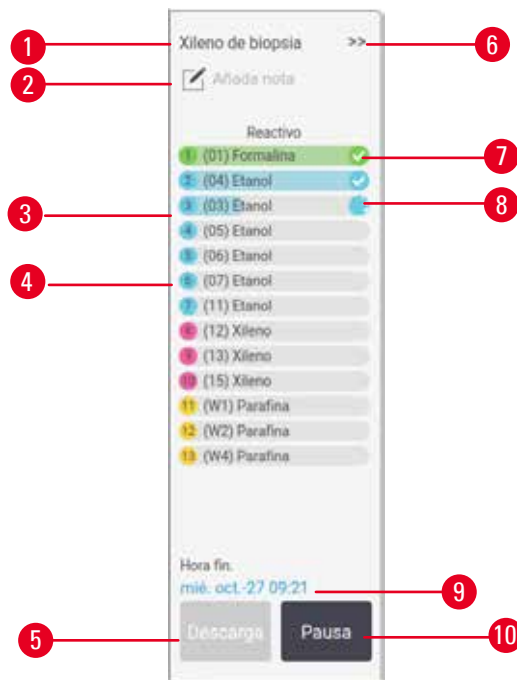 1 Xileno de biopsia >> 6
2 Añada nota
Reactivo
1 (01) Formalina 7
2 (04) Etanol
3 3 (03) Etanol 8
4 (05) Etanol
5 (06) Etanol
4 6 (07) Etanol
7 (11) Etanol
8 (12) Xileno
9 (13) Xileno
10 (15) Xileno
11 (W1) Parafina
12 (W2) Parafina
13 (W4) Parafina
Hora fin.
mié. oct.-27 09:21 9
5 Descarga Pausa 10